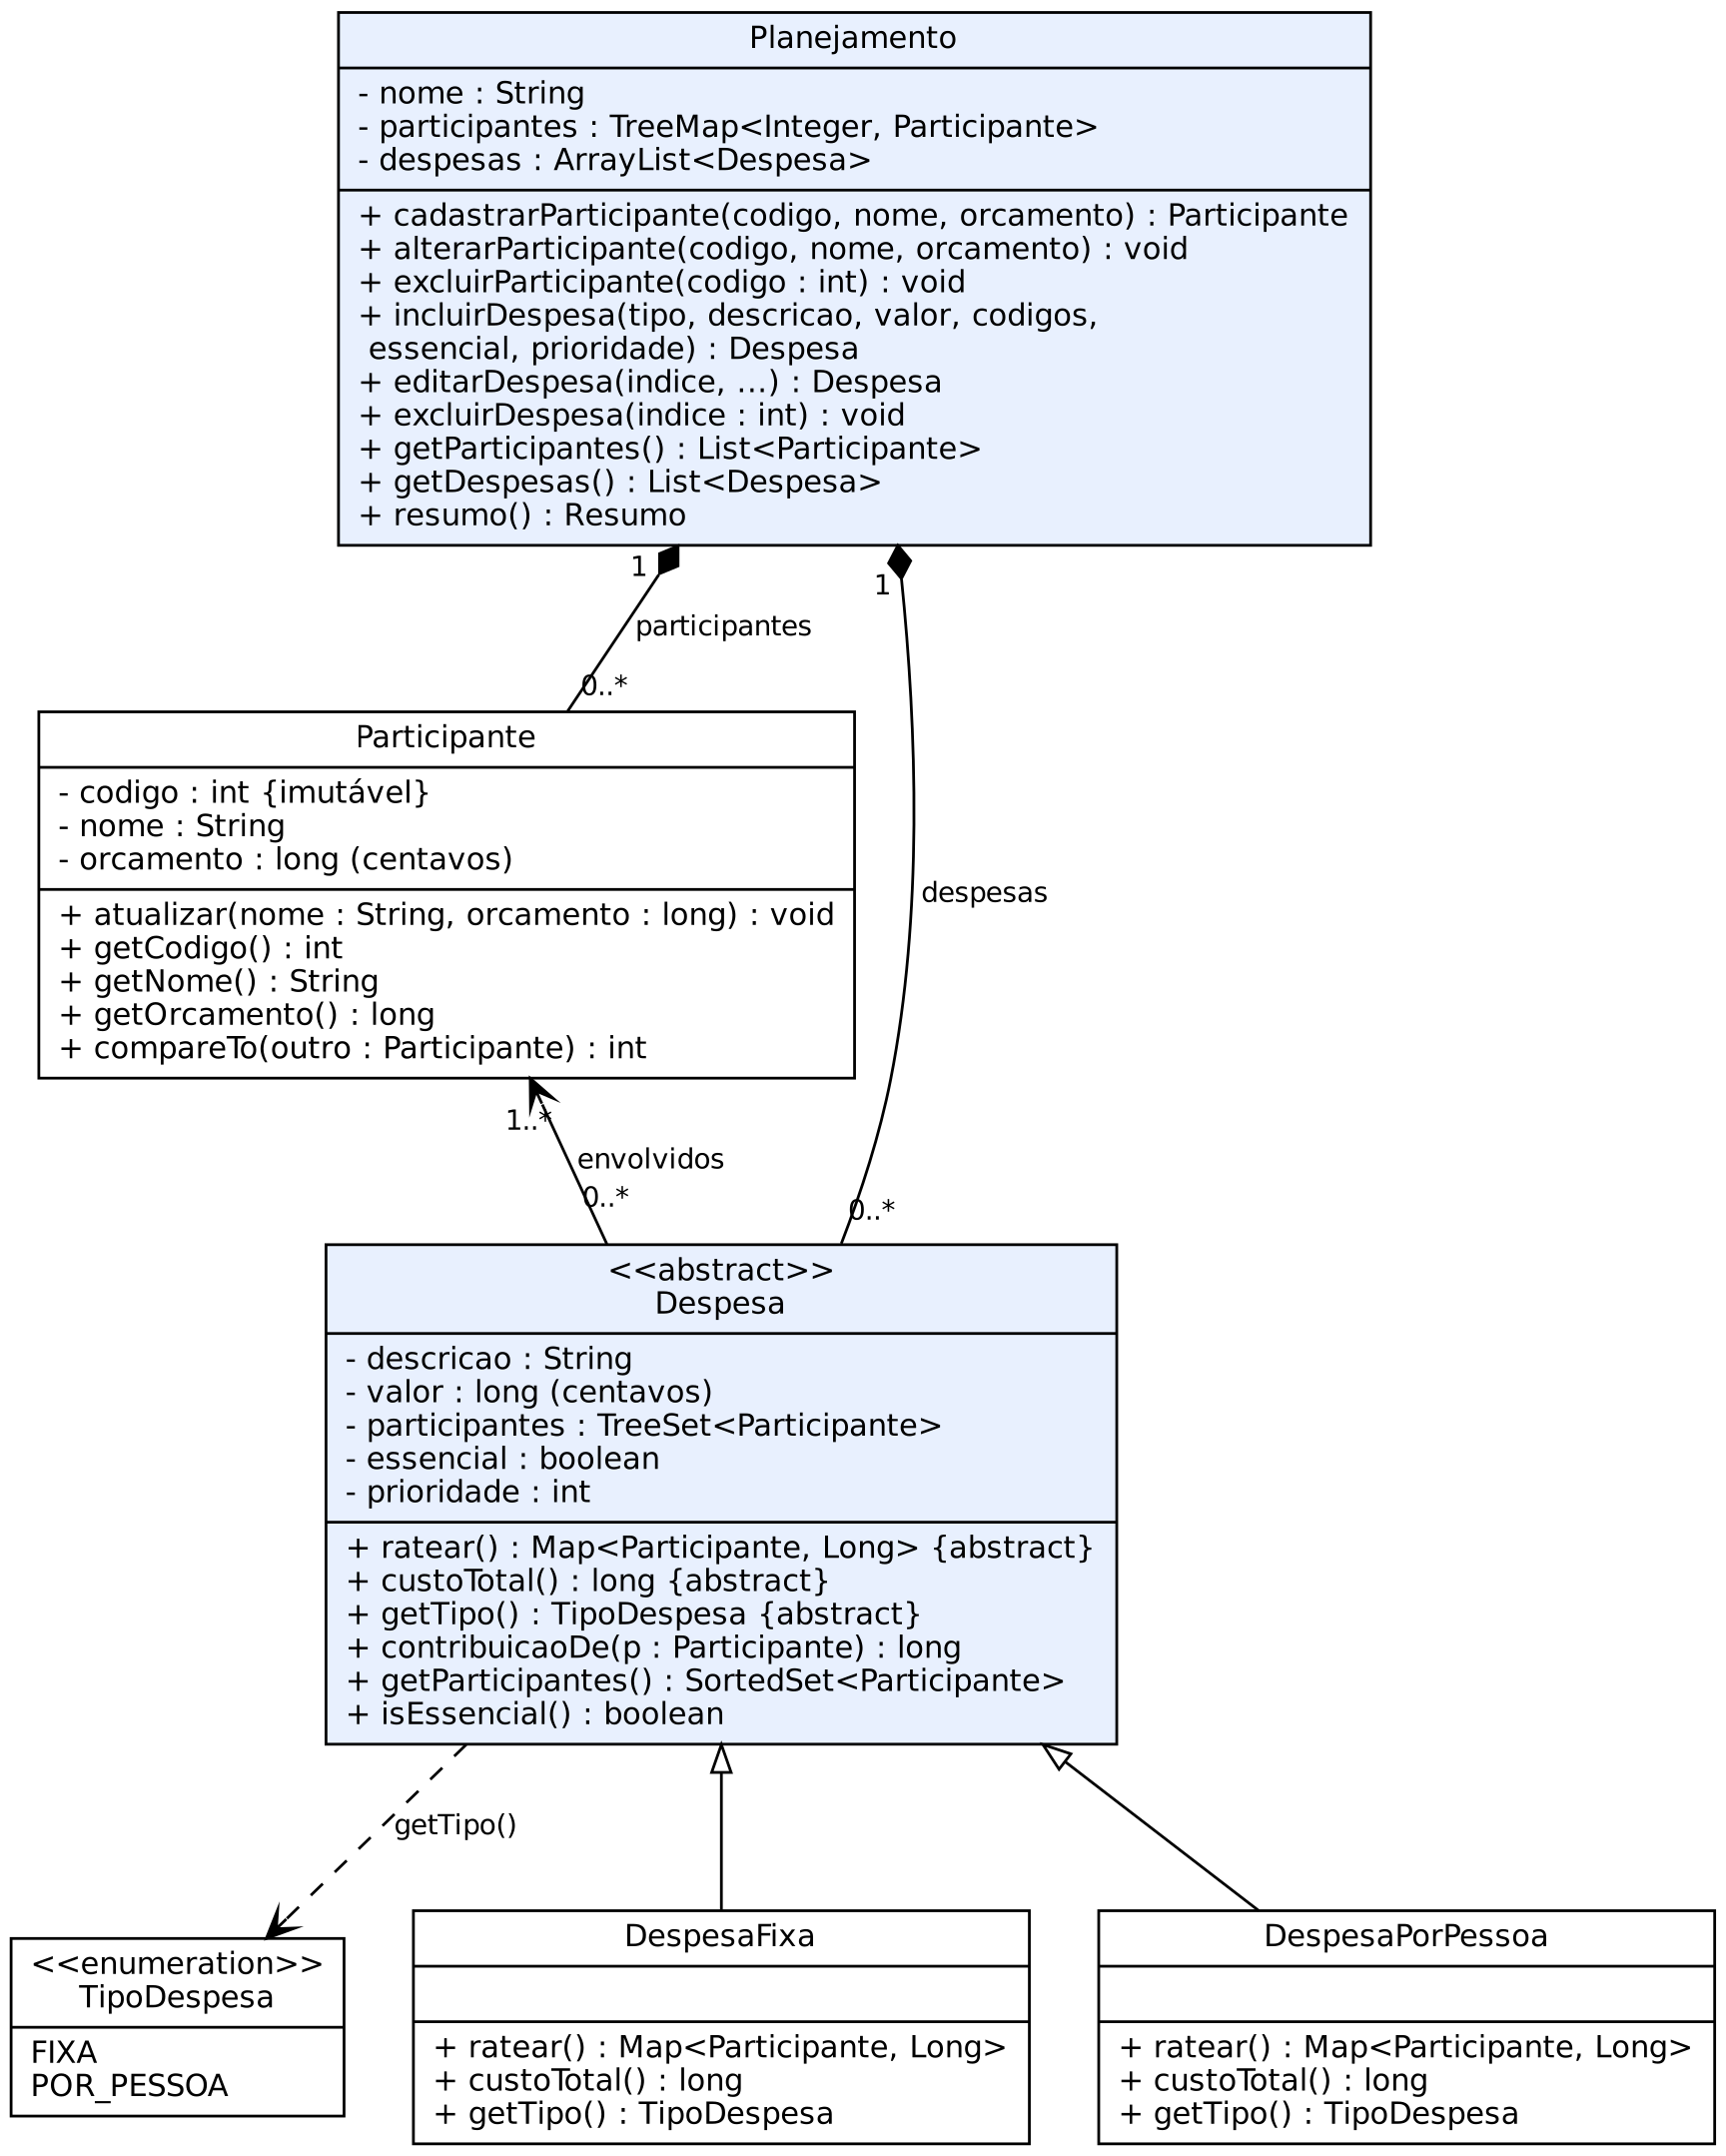 Planejamento
- nome : String
- participantes : TreeMap<Integer, Participante>
- despesas : ArrayList<Despesa>
+ cadastrarParticipante(codigo, nome, orcamento) : Participante
+ alterarParticipante(codigo, nome, orcamento) : void
+ excluirParticipante(codigo : int) : void
+ incluirDespesa(tipo, descricao, valor, codigos,
essencial, prioridade) : Despesa
+ editarDespesa(indice, ...) : Despesa
+ excluirDespesa(indice : int) : void
+ getParticipantes() : List<Participante>
+ getDespesas() : List<Despesa>
+ resumo() : Resumo
1
1
participantes
0..*
Participante
- codigo : int {imutável}
- nome : String
- orcamento : long (centavos)
+ atualizar(nome : String, orcamento : long) : void
+ getCodigo() : int
+ getNome() : String
+ getOrcamento() : long
+ compareTo(outro : Participante) : int
despesas
1..*
envolvidos
0..*
0..*
<<abstract>>
Despesa
- descricao : String
- valor : long (centavos)
- participantes : TreeSet<Participante>
- essencial : boolean
- prioridade : int
+ ratear() : Map<Participante, Long> {abstract}
+ custoTotal() : long {abstract}
+ getTipo() : TipoDespesa {abstract}
+ contribuicaoDe(p : Participante) : long
+ getParticipantes() : SortedSet<Participante>
+ isEssencial() : boolean
getTipo()
<<enumeration>>
TipoDespesa
FIXA
POR_PESSOA
DespesaFixa
+ ratear() : Map<Participante, Long>
+ custoTotal() : long
+ getTipo() : TipoDespesa
DespesaPorPessoa
+ ratear() : Map<Participante, Long>
+ custoTotal() : long
+ getTipo() : TipoDespesa